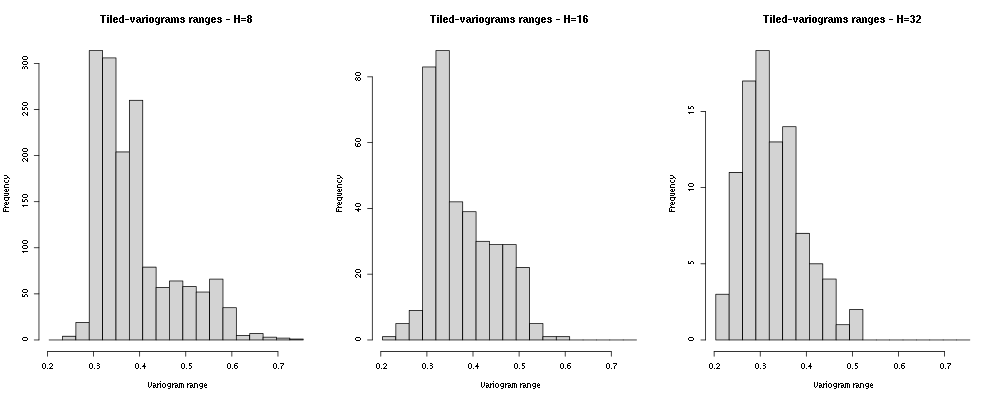 Tiled-variograms ranges - H=8
Tiled-variograms ranges - H=16
Tiled-variograms ranges - H=32
Frequency
0
50
100
150
200
250
300
0.2 0.3 0.4 0.5 0.6 0.7
Variogram range
Frequency
0
20
40
60
80
0.2 0.3 0.4 0.5 0.6 0.7
Variogram range
Frequency
0
5
10
15
0.2 0.3 0.4 0.5 0.6 0.7
Variogram range